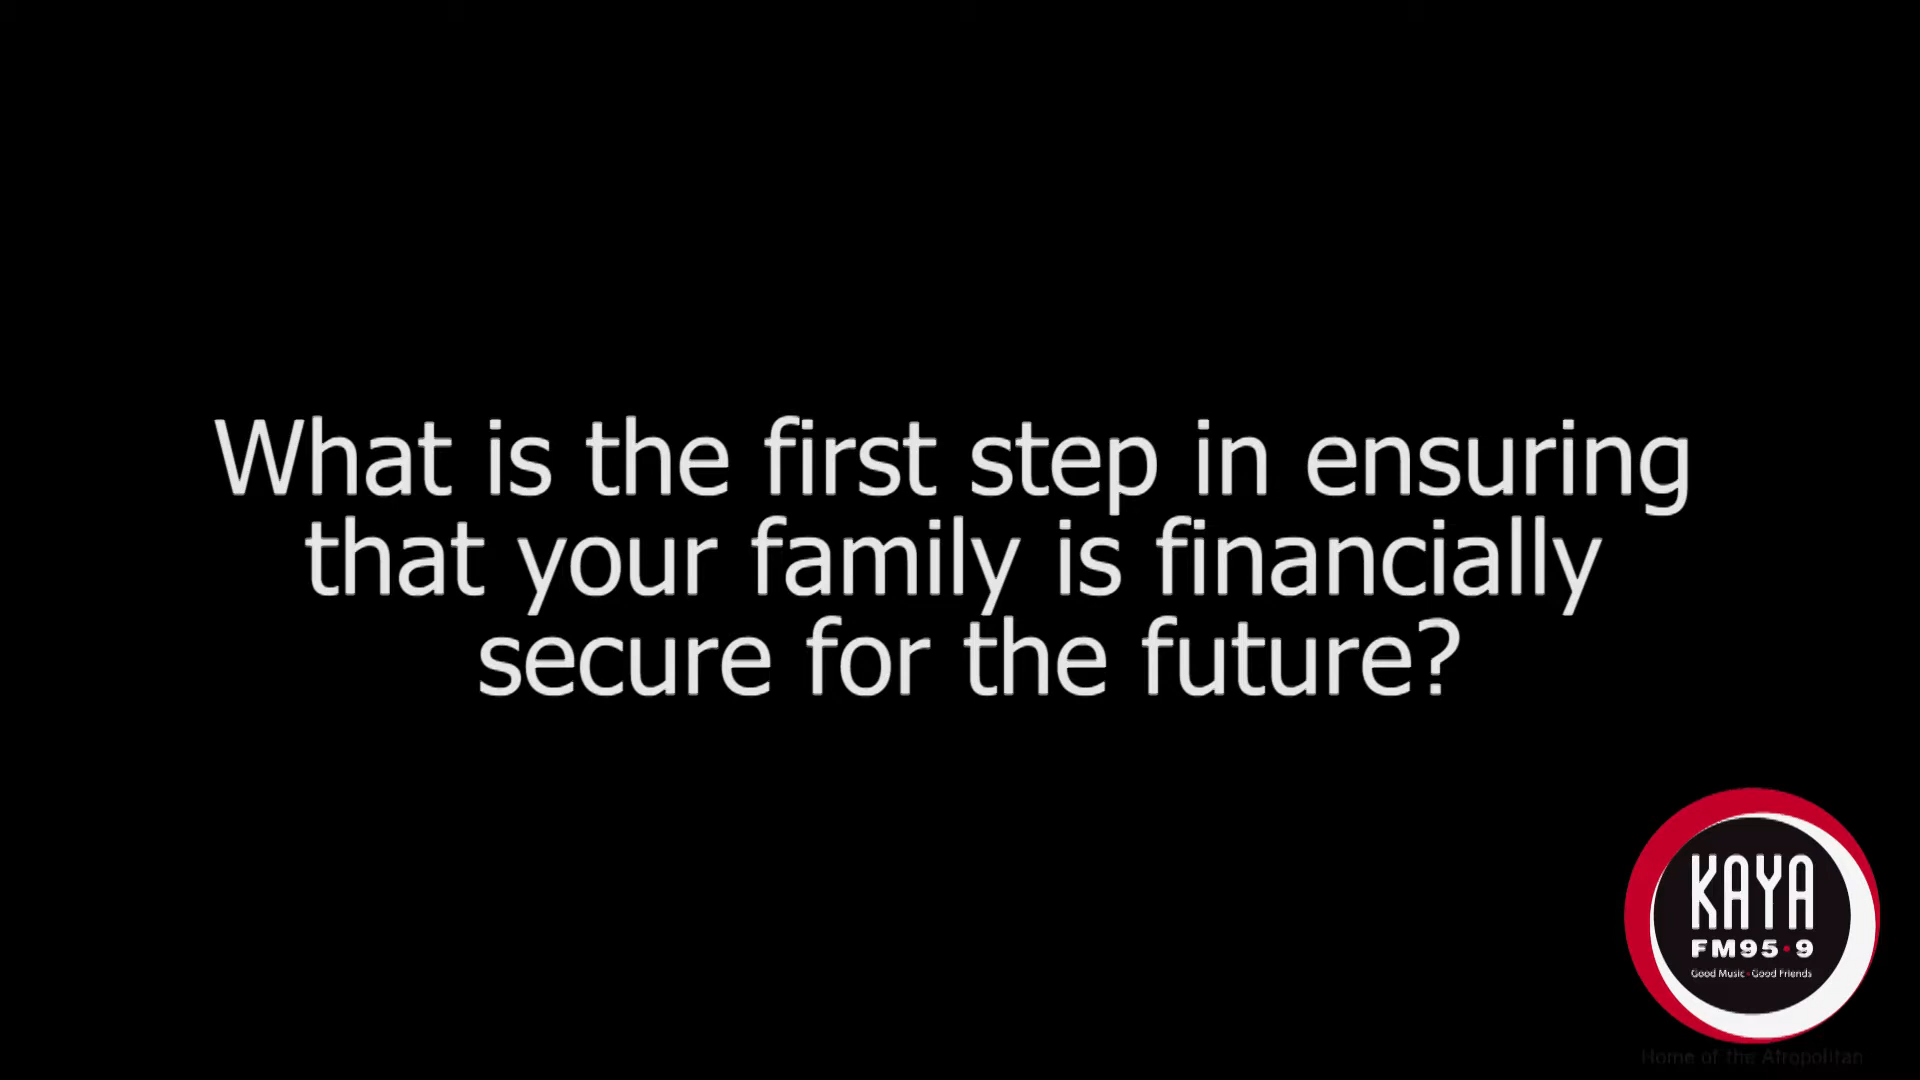 What is the first step in ensuring
that your family is financially
secure for the future?
KAYA
FM95•9
Good Music•Good Friends
Home of the Afropolitan